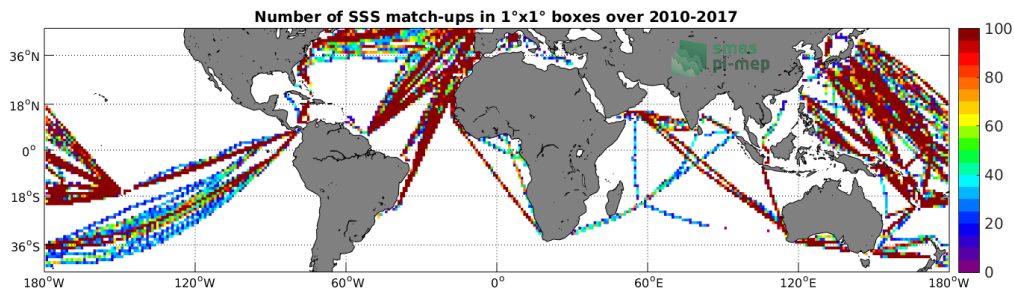 Number of SSS match-ups in 1°x1° boxes over 2010-2017
36°N
18°N
0°
18°S
36°S
180°W 120°W 60°W 0° 60°E 120°E 180°W
100
80
60
40
20
0
smos
pi-mep